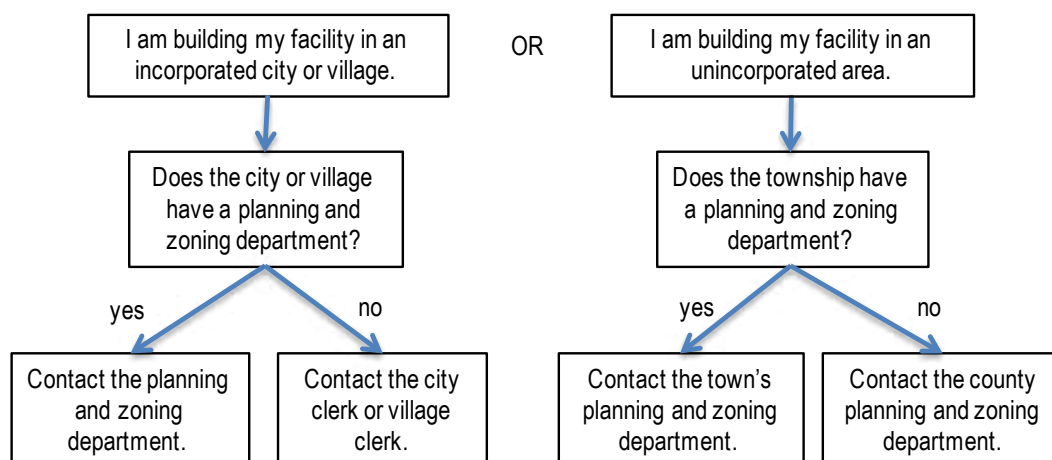 I am building my facility in an
incorporated city or village.
OR
I am building my facility in an
unincorporated area.
Does the city or village
have a planning and
zoning department?
Does the township have
a planning and zoning
department?
yes
no
yes
no
Contact the planning
and zoning
department.
Contact the city
clerk or village
clerk.
Contact the town’s
planning and zoning
department.
Contact the county
planning and zoning
department.